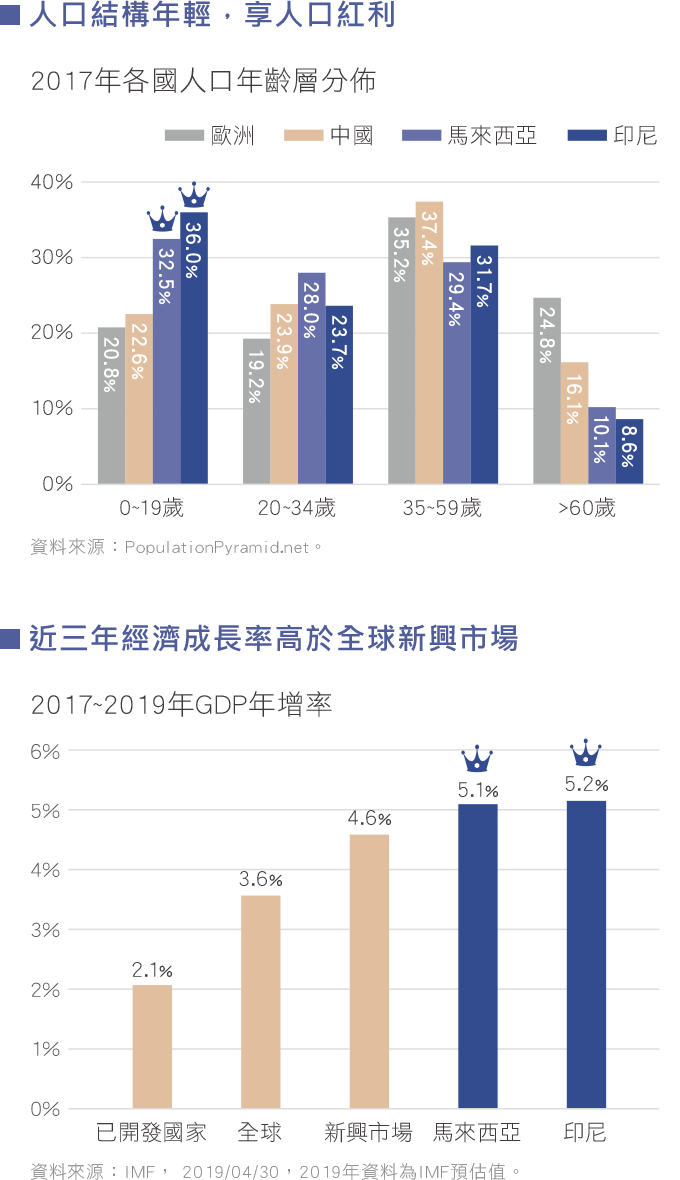 人口結構年輕，享人口紅利
2017年各國人口年齡層分佈
歐洲 中國 馬來西亞 印尼
40%
30%
20%
10%
0%
20.8% 22.6% 32.5% 36.0%
19.2% 23.9% 28.0% 23.7%
35.2% 37.4% 29.4% 31.7%
24.8% 16.1% 10.1% 8.6%
0~19歲 20~34歲 35~59歲 >60歲
資料來源：PopulationPyramid.net。
近三年經濟成長率高於全球新興市場
2017~2019年GDP年增率
6%
5%
4%
3%
2%
1%
0%
2.1% 3.6% 4.6% 5.1% 5.2%
已開發國家 全球 新興市場 馬來西亞 印尼
資料來源：IMF， 2019/04/30，2019年資料為IMF預估值。